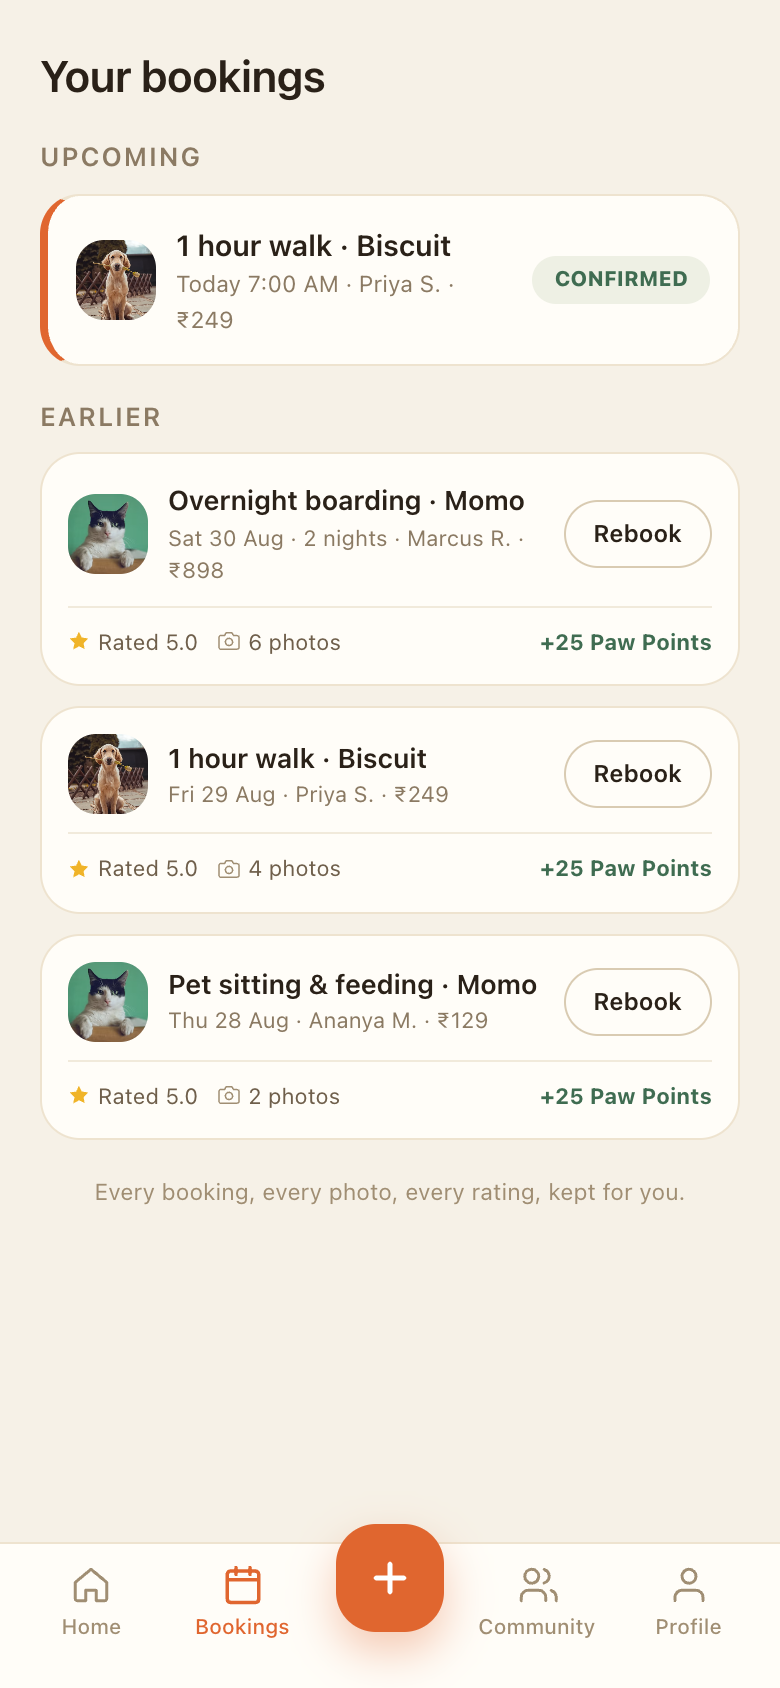 Your bookings
UPCOMING
1 hour walk · Biscuit
Today 7:00 AM · Priya S. ·
₹249
CONFIRMED
EARLIER
Overnight boarding · Momo
Sat 30 Aug · 2 nights · Marcus R. ·
₹898
Rebook
Rated 5.0
6 photos
+25 Paw Points
1 hour walk · Biscuit
Fri 29 Aug · Priya S. · ₹249
Rebook
Rated 5.0
4 photos
+25 Paw Points
Pet sitting & feeding · Momo
Thu 28 Aug · Ananya M. · ₹129
Rebook
Rated 5.0
2 photos
+25 Paw Points
Every booking, every photo, every rating, kept for you.
Home
Bookings
Community
Profile